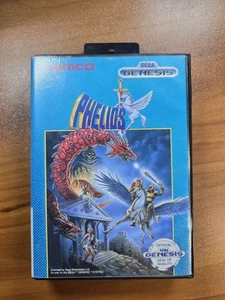 NAMCO
SEGA
GENESIS
PHELIOS
OFFICIAL
SEGA
GENESIS
SEAL OF
QUALITY